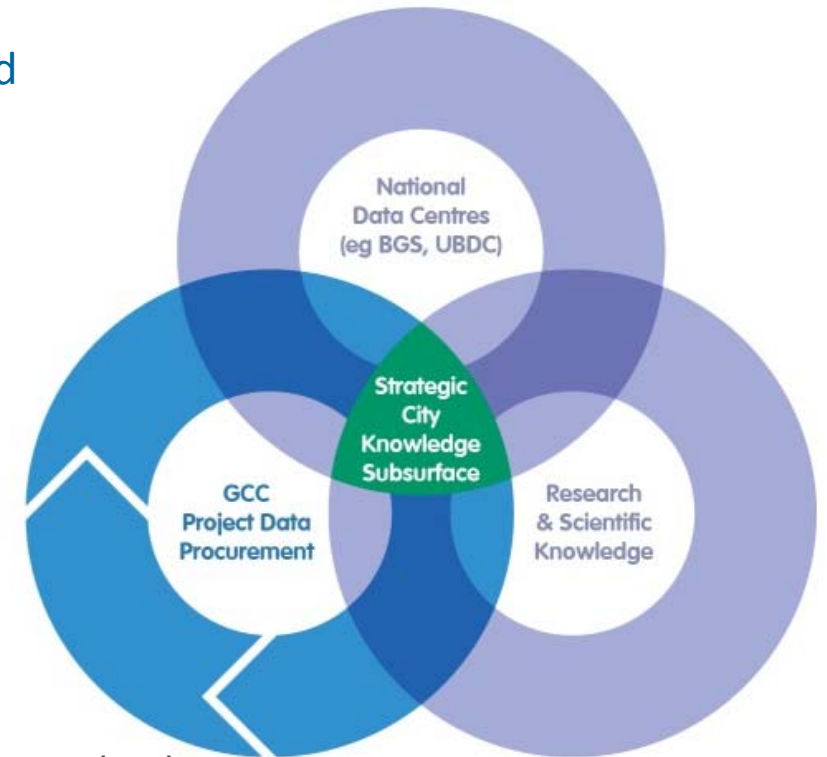 d
National
Data Centres
(eg BGS, UBDC)
Strategic
City
Knowledge
Subsurface
GCC
Project Data
Procurement
Research
& Scientific
Knowledge